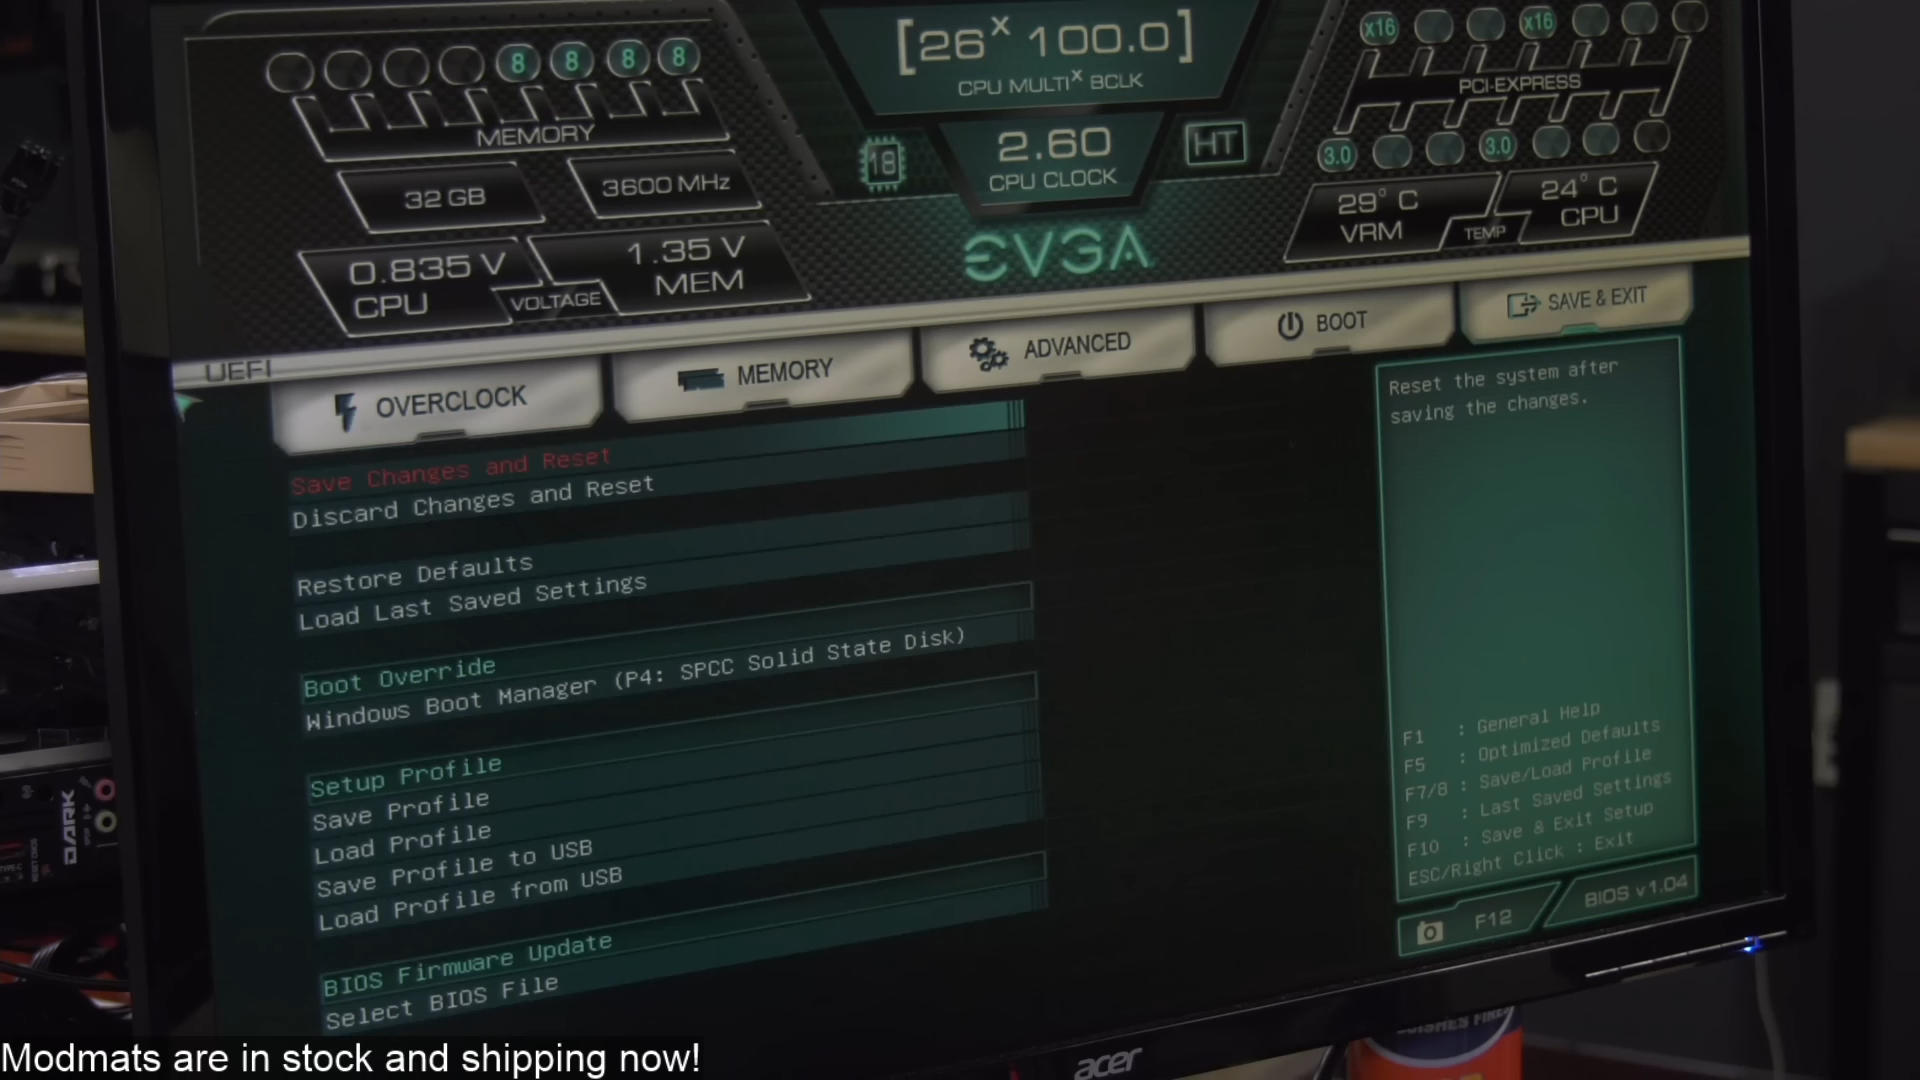 8 8 8 8
MEMORY
32 GB
3600 MHz
0.835 V
CPU
1.35 V
MEM
VOLTAGE
[26x 100.0]
CPU MULTIx BCLK
18
2.60
CPU CLOCK
HT
EVGA
x16 x16
PCI-EXPRESS
3.0 3.0
29° C
VRM
24° C
CPU
TEMP
UEFI
OVERCLOCK
MEMORY
ADVANCED
BOOT
SAVE & EXIT
Save Changes and Reset
Discard Changes and Reset
Restore Defaults
Load Last Saved Settings
Boot Override
Windows Boot Manager (P4: SPCC Solid State Disk)
Setup Profile
Save Profile
Load Profile
Save Profile to USB
Load Profile from USB
BIOS Firmware Update
Select BIOS File
Reset the system after
saving the changes.
F1 : General Help
F5 : Optimized Defaults
F7/8 : Save/Load Profile
F9 : Last Saved Settings
F10 : Save & Exit Setup
ESC/Right Click : Exit
F12
BIOS v1.04
DARK
acer
Modmats are in stock and shipping now!